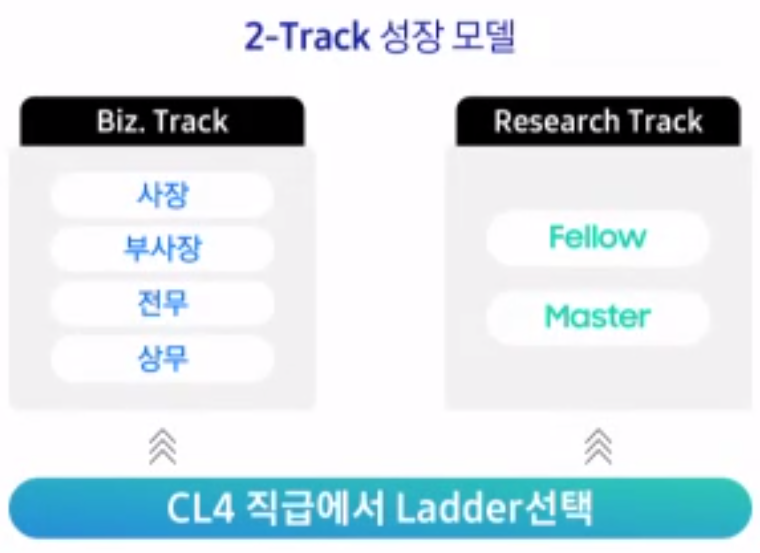 2-Track 성장 모델
Biz. Track
사장
부사장
전무
상무
Research Track
Fellow
Master
CL4 직급에서 Ladder선택